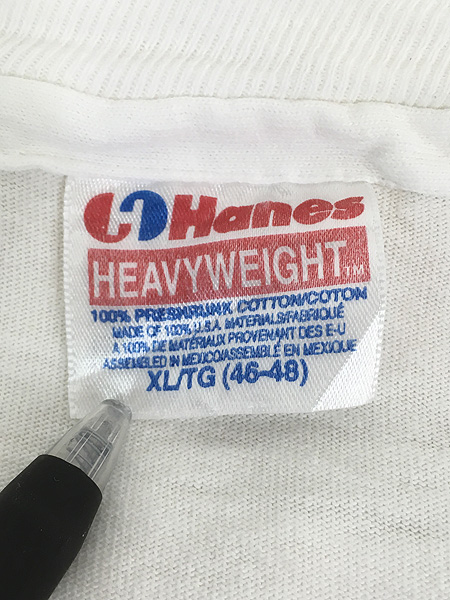 Hanes
HEAVYWEIGHT™
100% PRESHRUNK COTTON/COTON
MADE OF 100% U.S.A. MATERIALS/FABRIQUÉ
À 100% DE MATÉRIAUX PROVENANT DES E-U
ASSEMBLED IN MEXICO/ASSEMBLÉ EN MEXIQUE
XL/TG (46-48)